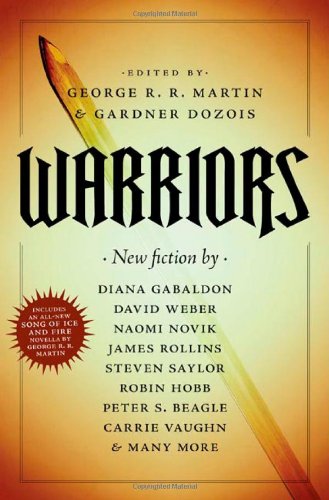 · EDITED BY ·
GEORGE R. R. MARTIN
& GARDNER DOZOIS
WARRIORS
· New fiction by ·
DIANA GABALDON
DAVID WEBER
NAOMI NOVIK
JAMES ROLLINS
STEVEN SAYLOR
ROBIN HOBB
PETER S. BEAGLE
CARRIE VAUGHN
& MANY MORE
INCLUDES
AN ALL-NEW
SONG OF ICE
AND FIRE
NOVELLA BY
GEORGE R. R.
MARTIN